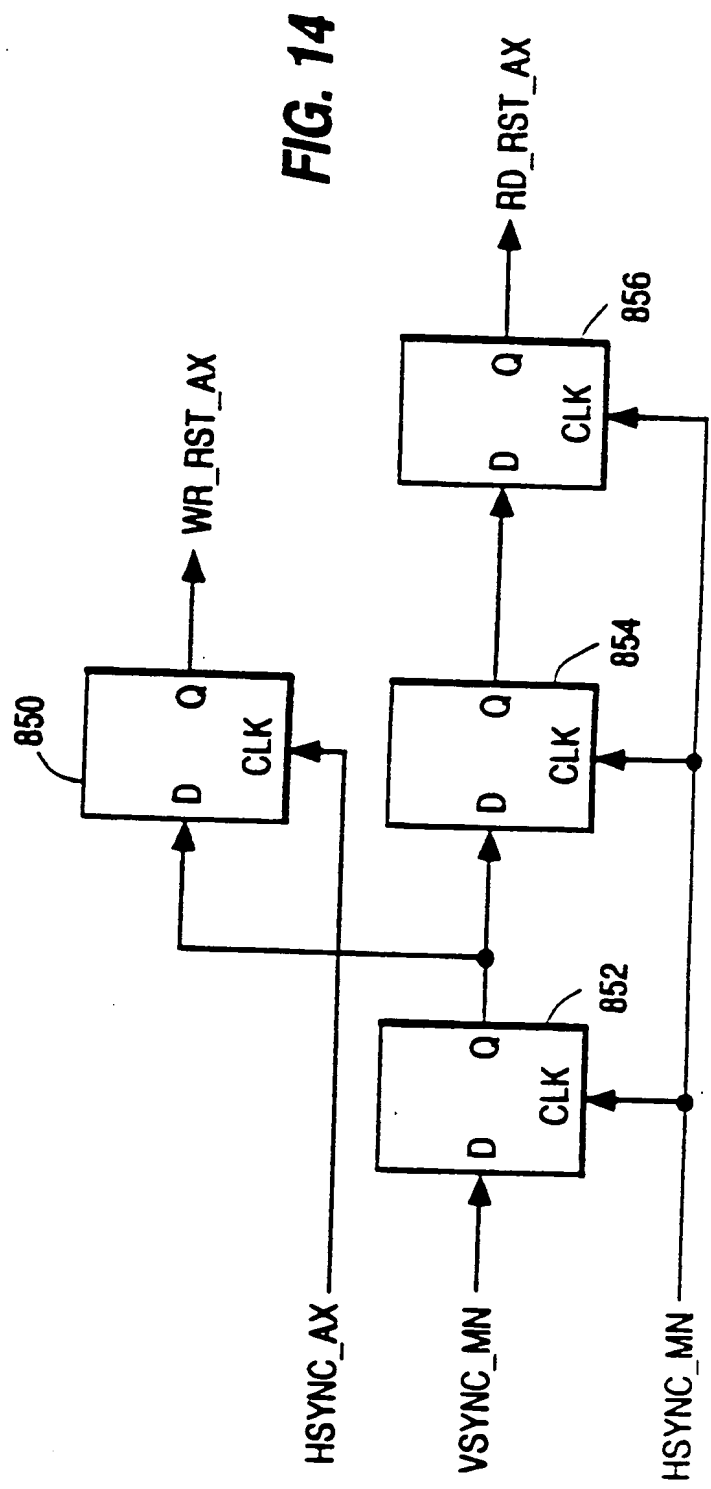 FIG. 14
850
D
Q
CLK
WR_RST_AX
HSYNC_AX
VSYNC_MN
D
Q
CLK
852
D
Q
CLK
854
D
Q
CLK
856
RD_RST_AX
HSYNC_MN